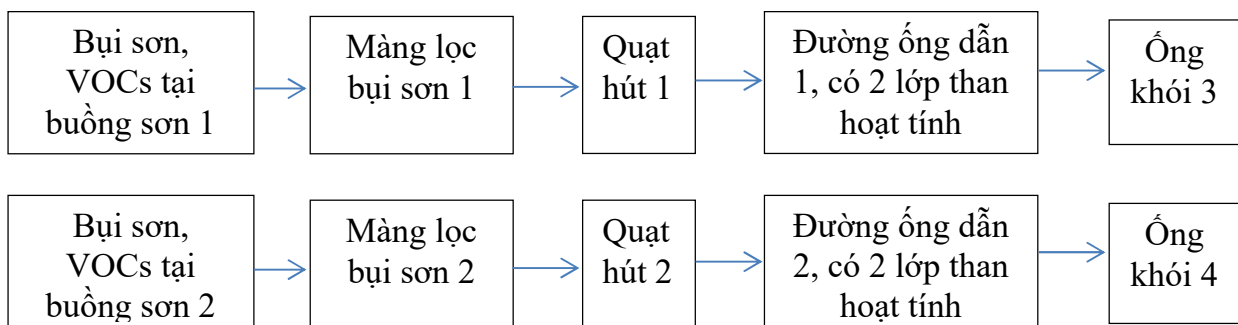 Bụi sơn,
VOCs tại
buồng sơn 1
Màng lọc
bụi sơn 1
Quạt
hút 1
Đường ống dẫn
1, có 2 lớp than
hoạt tính
Ống
khói 3
Bụi sơn,
VOCs tại
buồng sơn 2
Màng lọc
bụi sơn 2
Quạt
hút 2
Đường ống dẫn
2, có 2 lớp than
hoạt tính
Ống
khói 4